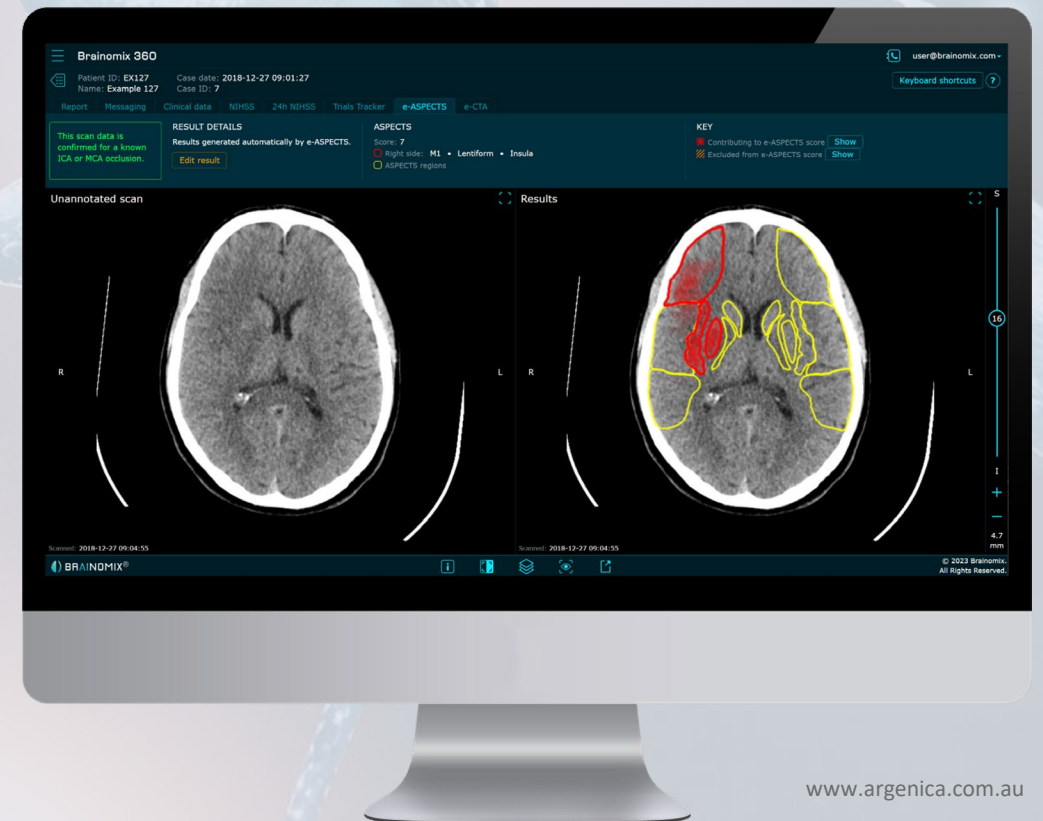 Brainomix 360
user@brainomix.com
Patient ID: EX127 Case date: 2018-12-27 09:01:27
Name: Example 127 Case ID: 7
Keyboard shortcuts ?
Report Messaging Clinical data NIHSS 24h NIHSS Trials Tracker e-ASPECTS e-CTA
This scan data is
confirmed for a known
ICA or MCA occlusion.
RESULT DETAILS
Results generated automatically by e-ASPECTS.
Edit result
ASPECTS
Score: 7
Right side: M1 • Lentiform • Insula
ASPECTS regions
KEY
Contributing to e-ASPECTS score Show
Excluded from e-ASPECTS score Show
Unannotated scan
R
L
Scanned: 2018-12-27 09:04:55
Results
R
L
Scanned: 2018-12-27 09:04:55
S
16
I
+
−
4.7
mm
BRAINOMIX®
© 2023 Brainomix.
All Rights Reserved.
www.argenica.com.au